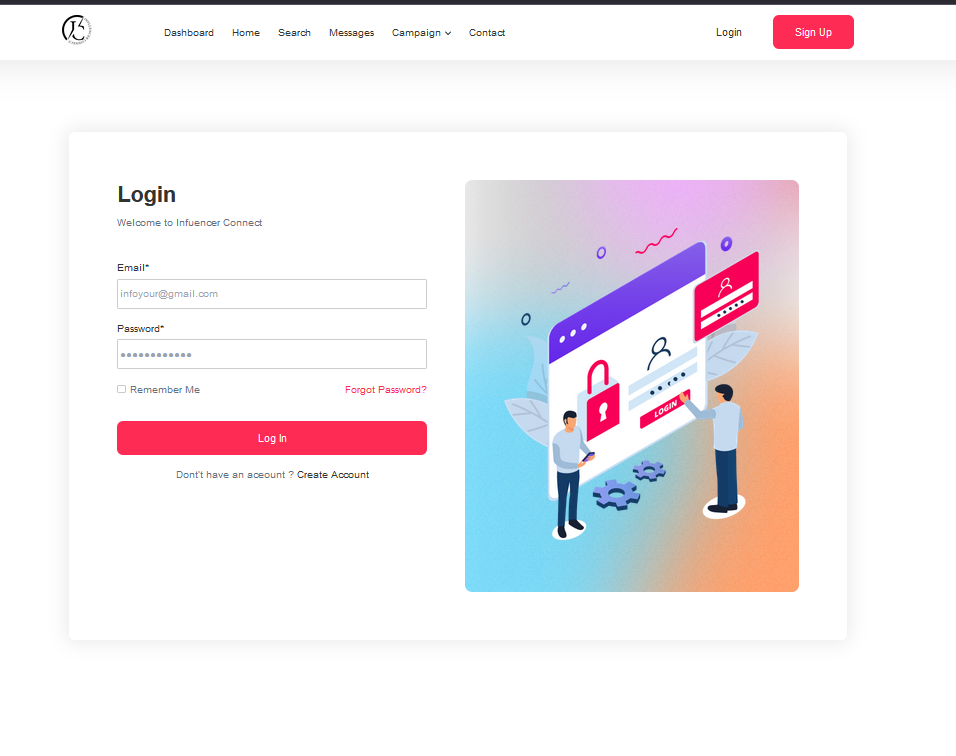 Dashboard Home Search Messages Campaign Contact Login Sign Up
Login
Welcome to Infuencer Connect
Email*
infoyour@gmail.com
Password*
Remember Me Forgot Password?
Log In
Dont't have an aceount ? Create Account
LOGIN